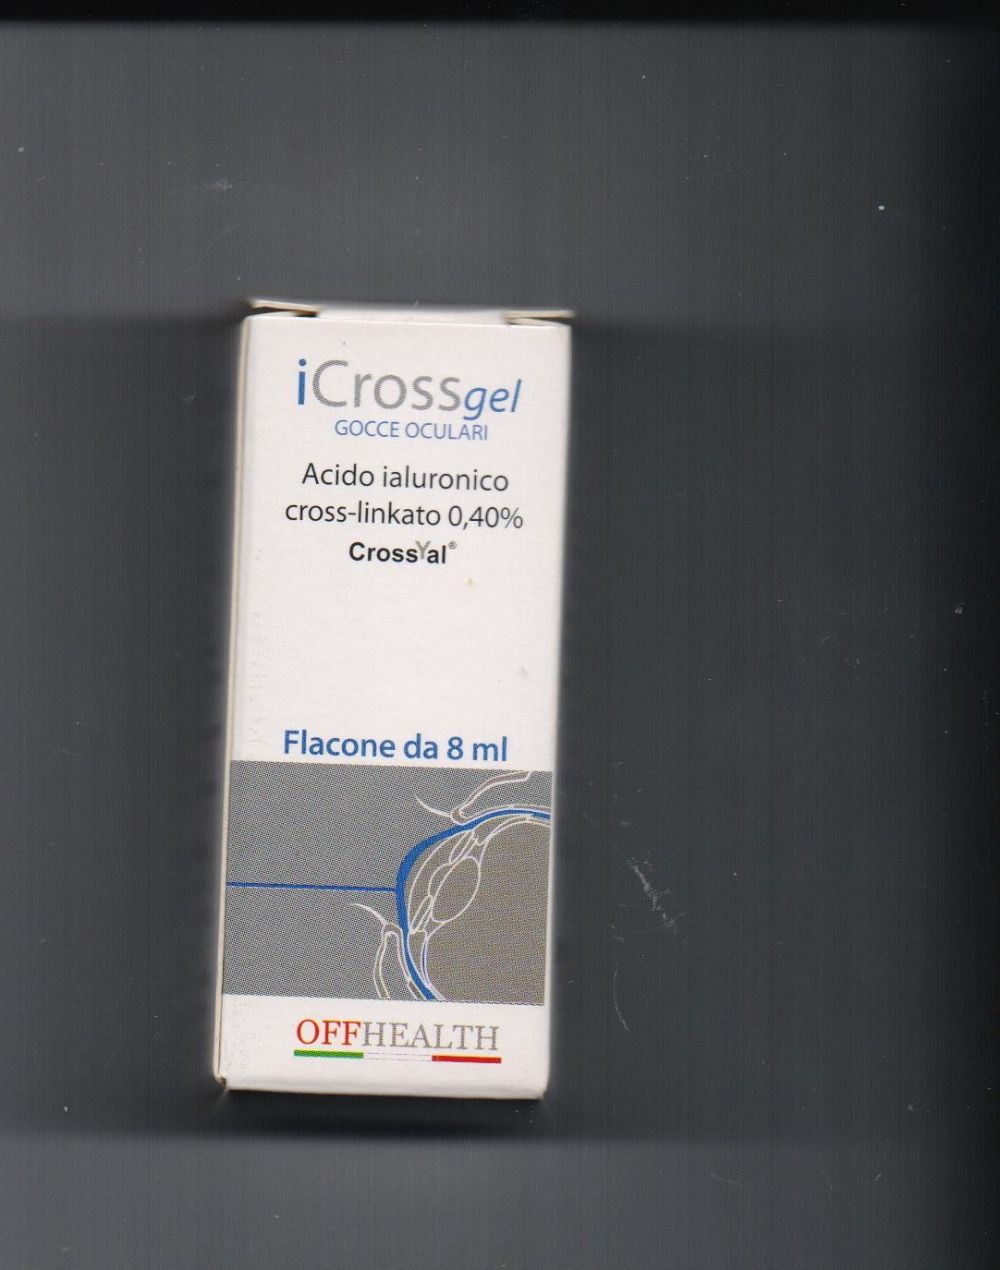 iCrossgel
GOCCE OCULARI
Acido ialuronico
cross-linkato 0,40%
CrossYal®
Flacone da 8 ml
OFFHEALTH